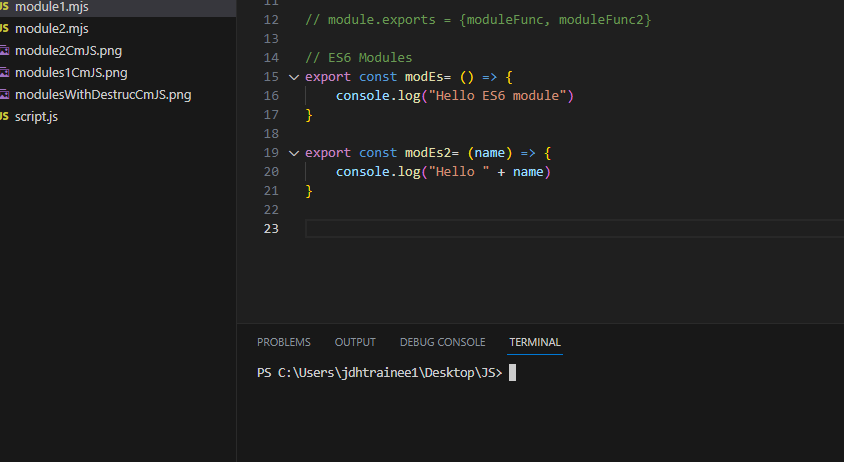 JS module1.mjs
JS module2.mjs
module2CmJS.png
modules1CmJS.png
modulesWithDestrucCmJS.png
JS script.js
11
12 // module.exports = {moduleFunc, moduleFunc2}
13
14 // ES6 Modules
15 export const modEs= () => {
16 console.log("Hello ES6 module")
17 }
18
19 export const modEs2= (name) => {
20 console.log("Hello " + name)
21 }
22
23
PROBLEMS OUTPUT DEBUG CONSOLE TERMINAL
PS C:\Users\jdhtrainee1\Desktop\JS>